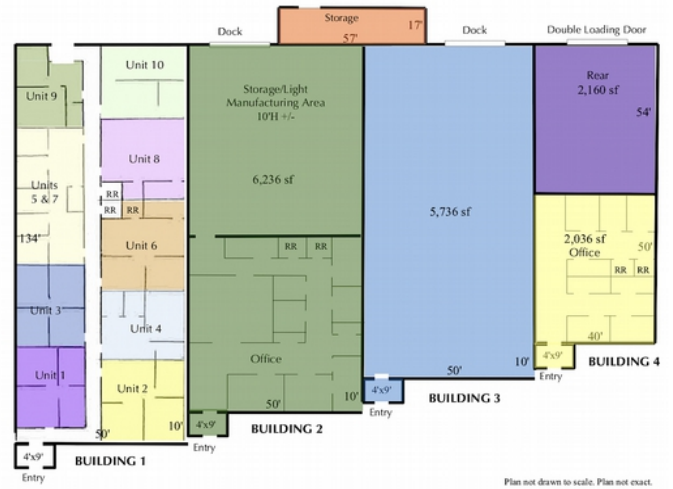 Storage
17'
57'
Dock
Dock
Double Loading Door
Unit 9
Unit 10
Storage/Light
Manufacturing Area
10'H +/-
6,236 sf
Rear
2,160 sf
54'
Unit 8
Units
5 & 7
RR
RR
RR
134'
Unit 6
5,736 sf
2,036 sf
Office
50'
RR
RR
RR
RR
Unit 3
Unit 4
40'
Office
4'x9'
Entry
BUILDING 4
Unit 1
Unit 2
50'
10'
4'x9'
Entry
BUILDING 3
50'
10'
4'x9'
Entry
BUILDING 2
50'
10'
4'x9'
Entry
BUILDING 1
Plan not drawn to scale. Plan not exact.